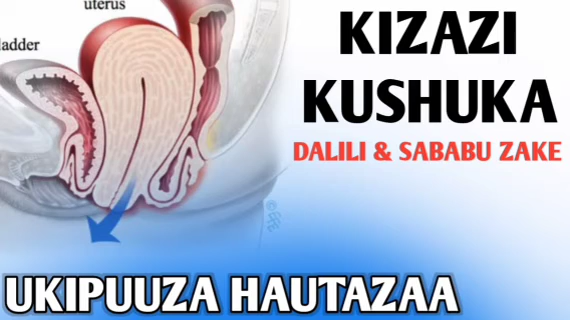 uterus
KIZAZI
ladder
KUSHUKA
DALILI & SABABU ZAKE
UKIPUUZA HAUTAZAA